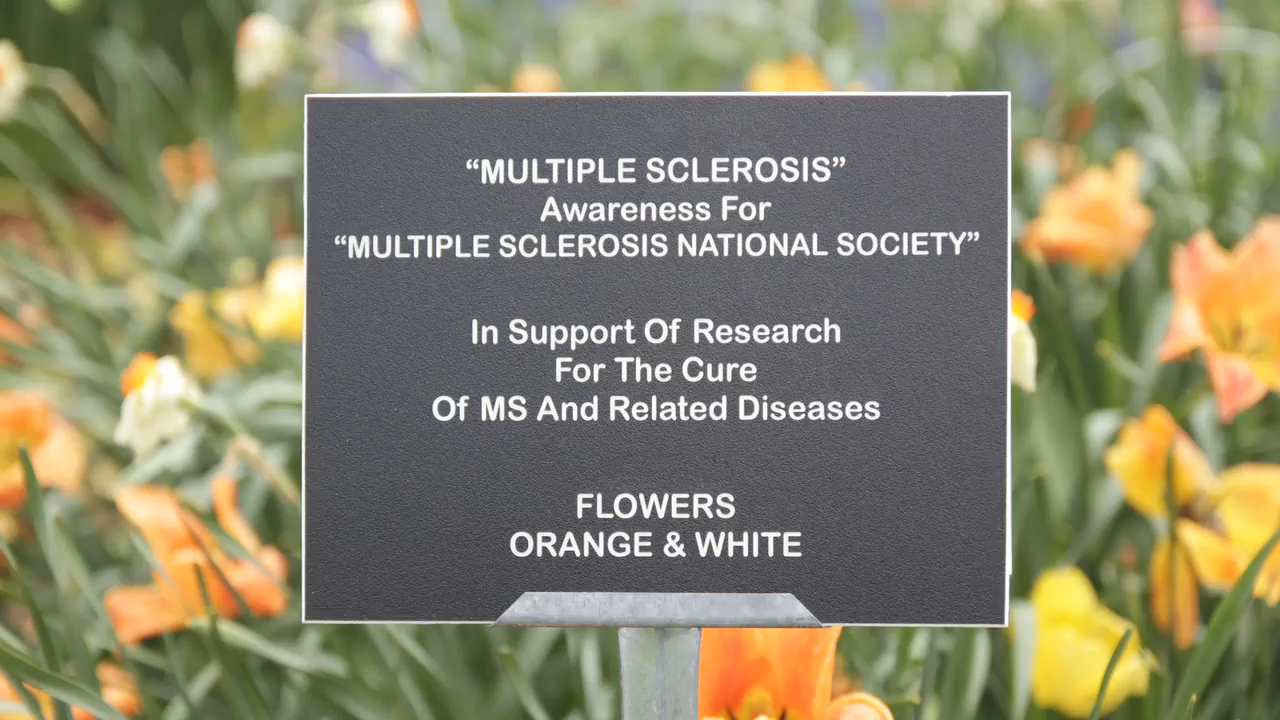 “MULTIPLE SCLEROSIS”
Awareness For
“MULTIPLE SCLEROSIS NATIONAL SOCIETY”
In Support Of Research
For The Cure
Of MS And Related Diseases
FLOWERS
ORANGE & WHITE